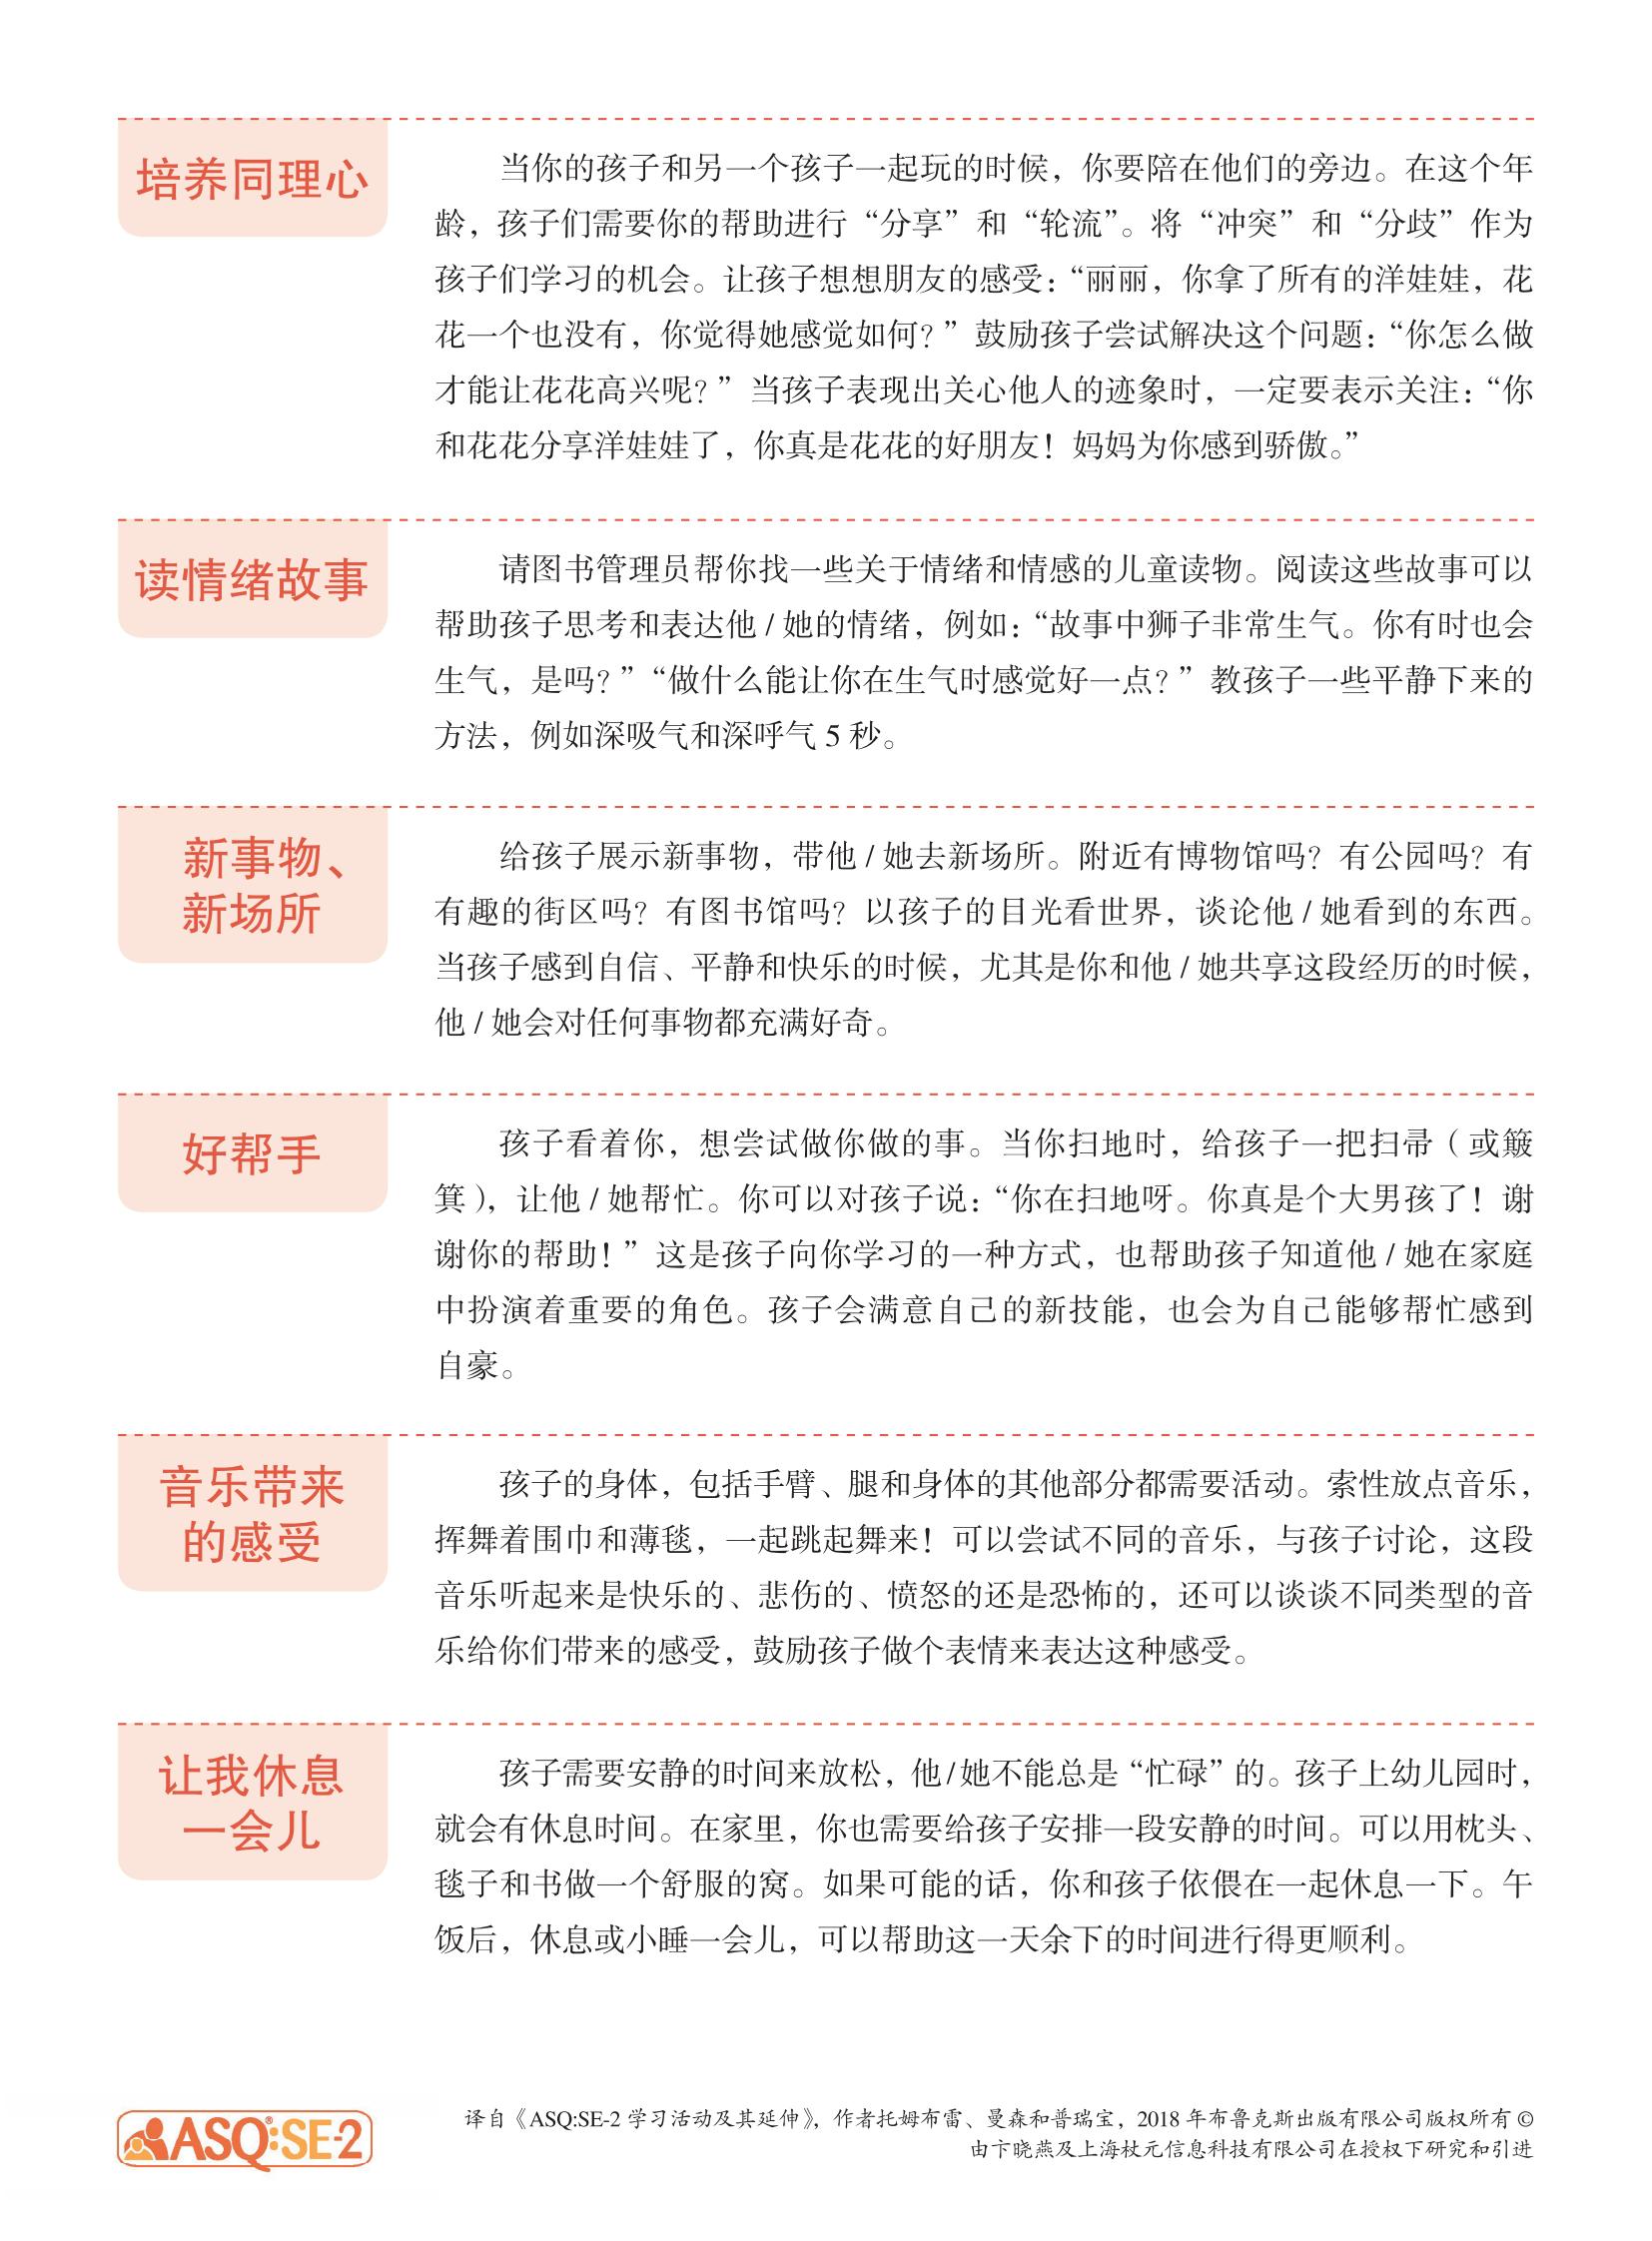 培养同理心
当你的孩子和另一个孩子一起玩的时候，你要陪在他们的旁边。在这个年
龄，孩子们需要你的帮助进行“分享”和“轮流”。将“冲突”和“分歧”作为
孩子们学习的机会。让孩子想想朋友的感受：“丽丽，你拿了所有的洋娃娃，花
花一个也没有，你觉得她感觉如何？”鼓励孩子尝试解决这个问题：“你怎么做
才能让花花高兴呢？”当孩子表现出关心他人的迹象时，一定要表示关注：“你
和花花分享洋娃娃了，你真是花花的好朋友！妈妈为你感到骄傲。”
读情绪故事
请图书管理员帮你找一些关于情绪和情感的儿童读物。阅读这些故事可以
帮助孩子思考和表达他 / 她的情绪，例如：“故事中狮子非常生气。你有时也会
生气，是吗？”“做什么能让你在生气时感觉好一点？”教孩子一些平静下来的
方法，例如深吸气和深呼气 5 秒。
新事物、
新场所
给孩子展示新事物，带他 / 她去新场所。附近有博物馆吗？有公园吗？有
有趣的街区吗？有图书馆吗？以孩子的目光看世界，谈论他 / 她看到的东西。
当孩子感到自信、平静和快乐的时候，尤其是你和他 / 她共享这段经历的时候，
他 / 她会对任何事物都充满好奇。
好帮手
孩子看着你，想尝试做你做的事。当你扫地时，给孩子一把扫帚（或簸
箕），让他 / 她帮忙。你可以对孩子说：“你在扫地呀。你真是个大男孩了！谢
谢你的帮助！”这是孩子向你学习的一种方式，也帮助孩子知道他 / 她在家庭
中扮演着重要的角色。孩子会满意自己的新技能，也会为自己能够帮忙感到
自豪。
音乐带来
的感受
孩子的身体，包括手臂、腿和身体的其他部分都需要活动。索性放点音乐，
挥舞着围巾和薄毯，一起跳起舞来！可以尝试不同的音乐，与孩子讨论，这段
音乐听起来是快乐的、悲伤的、愤怒的还是恐怖的，还可以谈谈不同类型的音
乐给你们带来的感受，鼓励孩子做个表情来表达这种感受。
让我休息
一会儿
孩子需要安静的时间来放松，他/她不能总是“忙碌”的。孩子上幼儿园时，
就会有休息时间。在家里，你也需要给孩子安排一段安静的时间。可以用枕头、
毯子和书做一个舒服的窝。如果可能的话，你和孩子依偎在一起休息一下。午
饭后，休息或小睡一会儿，可以帮助这一天余下的时间进行得更顺利。
ASQ:SE-2®
译自《ASQ:SE-2 学习活动及其延伸》，作者托姆布雷、曼森和普瑞宝，2018 年布鲁克斯出版有限公司版权所有 ©
由卞晓燕及上海杖元信息科技有限公司在授权下研究和引进